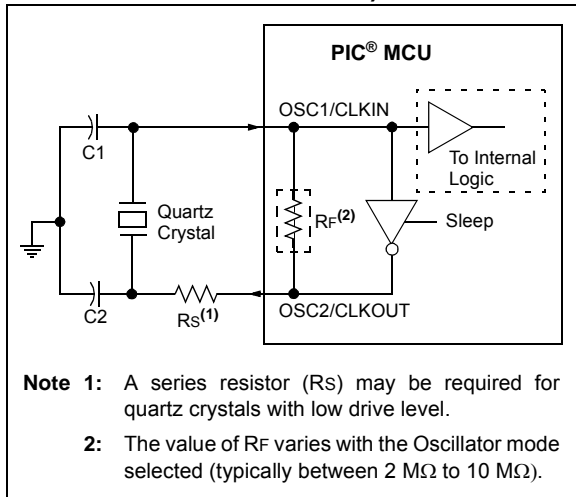 PIC® MCU
OSC1/CLKIN
C1
To Internal
Logic
Quartz
Crystal
RF(2)
Sleep
C2
RS(1)
OSC2/CLKOUT
Note 1: A series resistor (RS) may be required for
quartz crystals with low drive level.
2: The value of RF varies with the Oscillator mode
selected (typically between 2 MΩ to 10 MΩ).